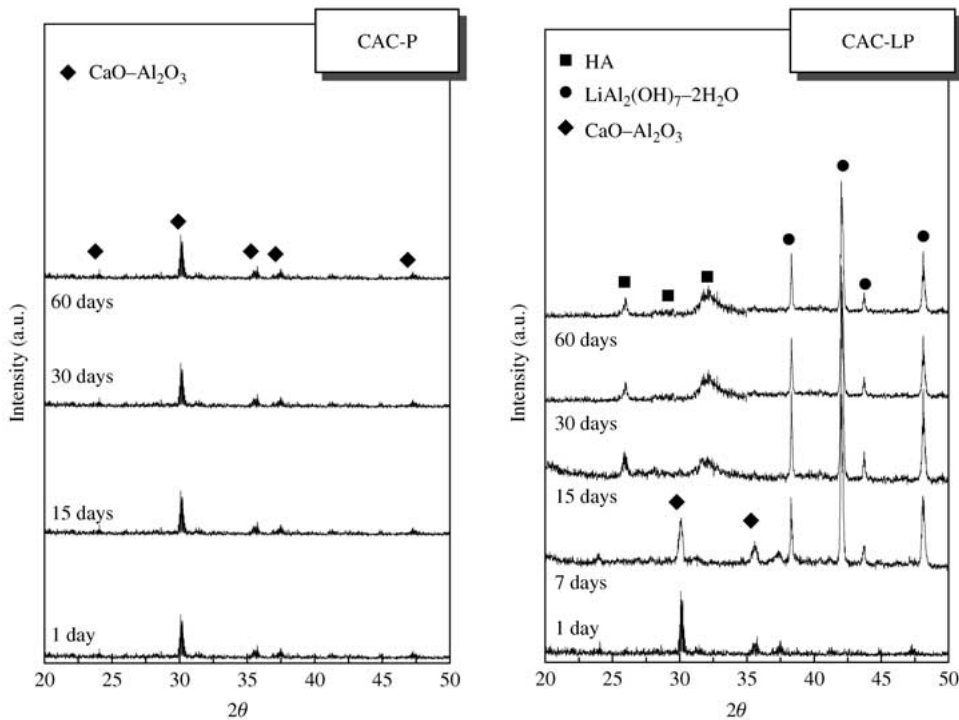 CAC-P
◆ CaO–Al₂O₃
60 days
30 days
15 days
1 day
Intensity (a.u.)
20 25 30 35 40 45 50
2θ
CAC-LP
■ HA
● LiAl₂(OH)₇–2H₂O
◆ CaO–Al₂O₃
60 days
30 days
15 days
7 days
1 day
Intensity (a.u.)
20 25 30 35 40 45 50
2θ